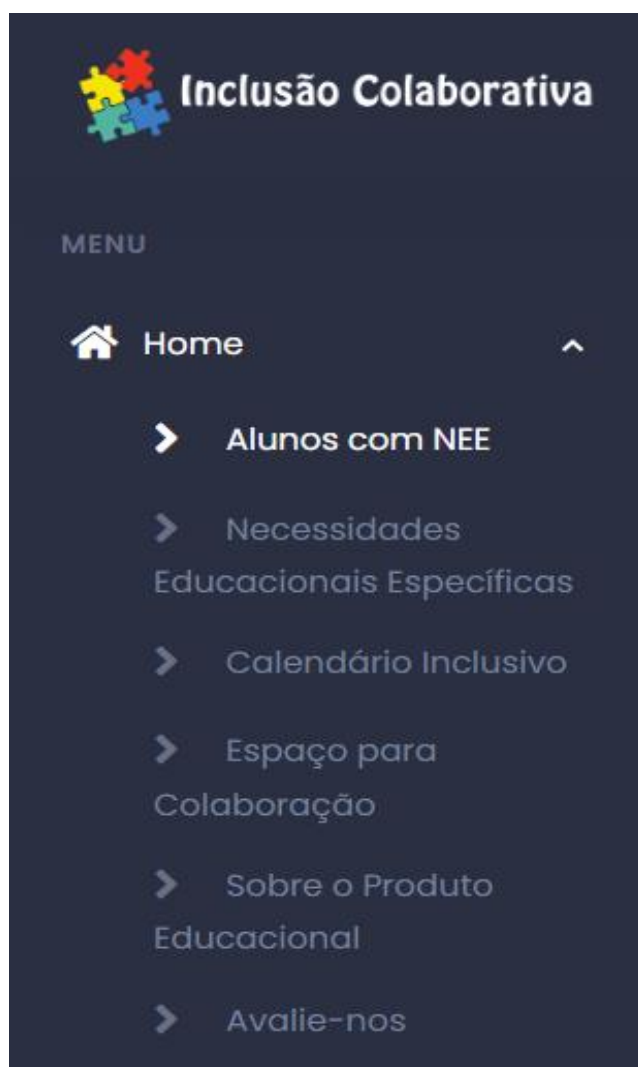 Inclusão Colaborativa
MENU
Home
Alunos com NEE
Necessidades
Educacionais Específicas
Calendário Inclusivo
Espaço para
Colaboração
Sobre o Produto
Educacional
Avalie-nos